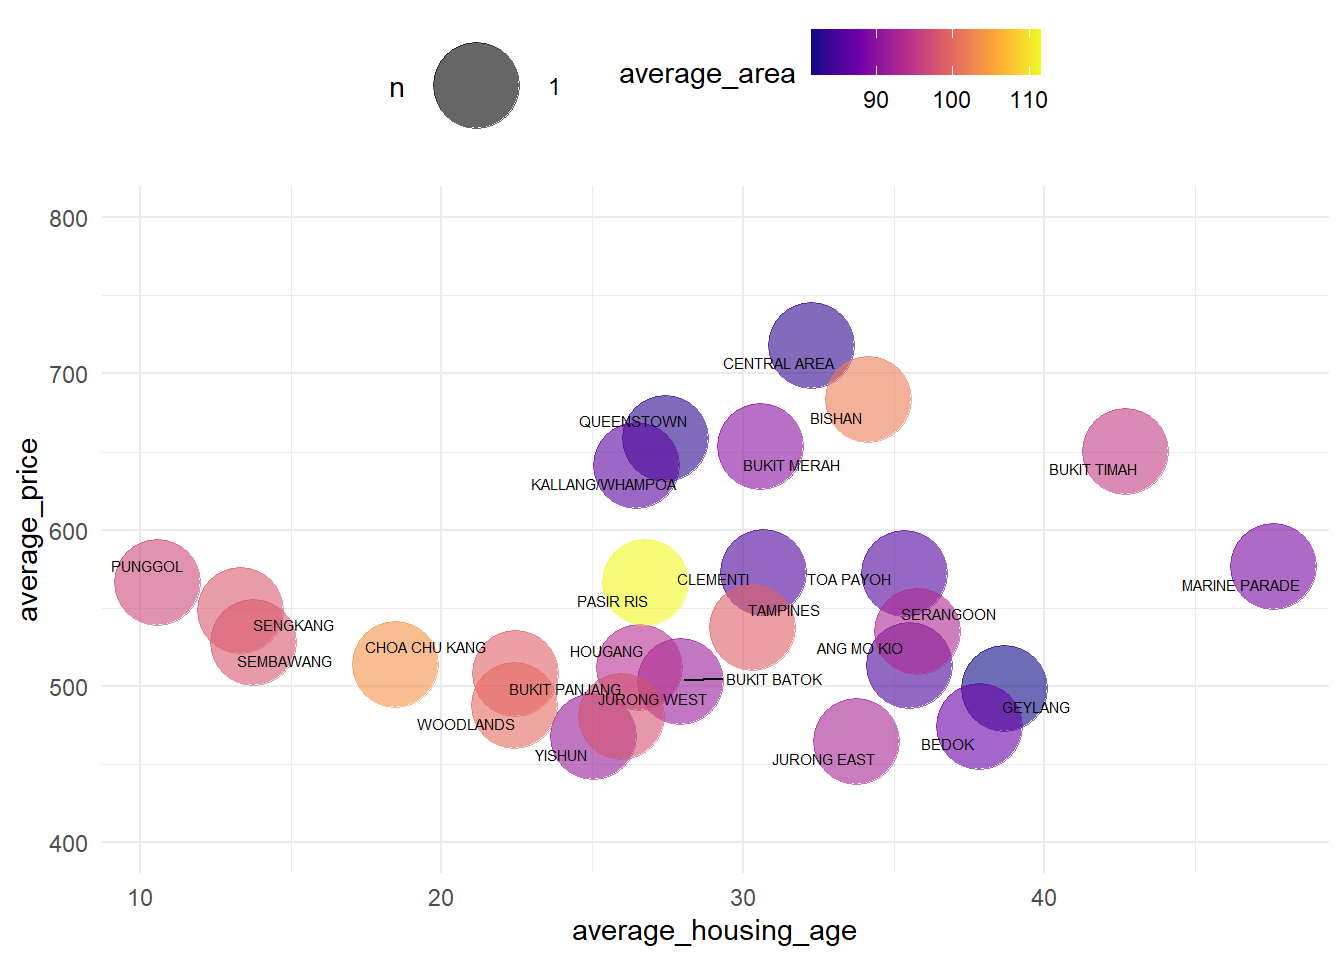 n
1
average_area
90
100
110
average_price
800
700
600
500
400
CENTRAL AREA
BISHAN
QUEENSTOWN
BUKIT MERAH
BUKIT TIMAH
KALLANG/WHAMPOA
PUNGGOL
CLEMENTI
TOA PAYOH
MARINE PARADE
PASIR RIS
TAMPINES
SERANGOON
SENGKANG
CHOA CHU KANG
HOUGANG
ANG MO KIO
SEMBAWANG
BUKIT BATOK
BUKIT PANJANG
JURONG WEST
GEYLANG
WOODLANDS
BEDOK
YISHUN
JURONG EAST
10
20
30
40
average_housing_age